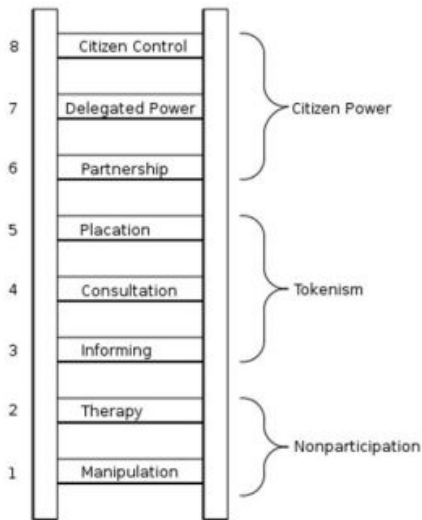 8 Citizen Control
7 Delegated Power
Citizen Power
6 Partnership
5 Placation
4 Consultation
Tokenism
3 Informing
2 Therapy
Nonparticipation
1 Manipulation